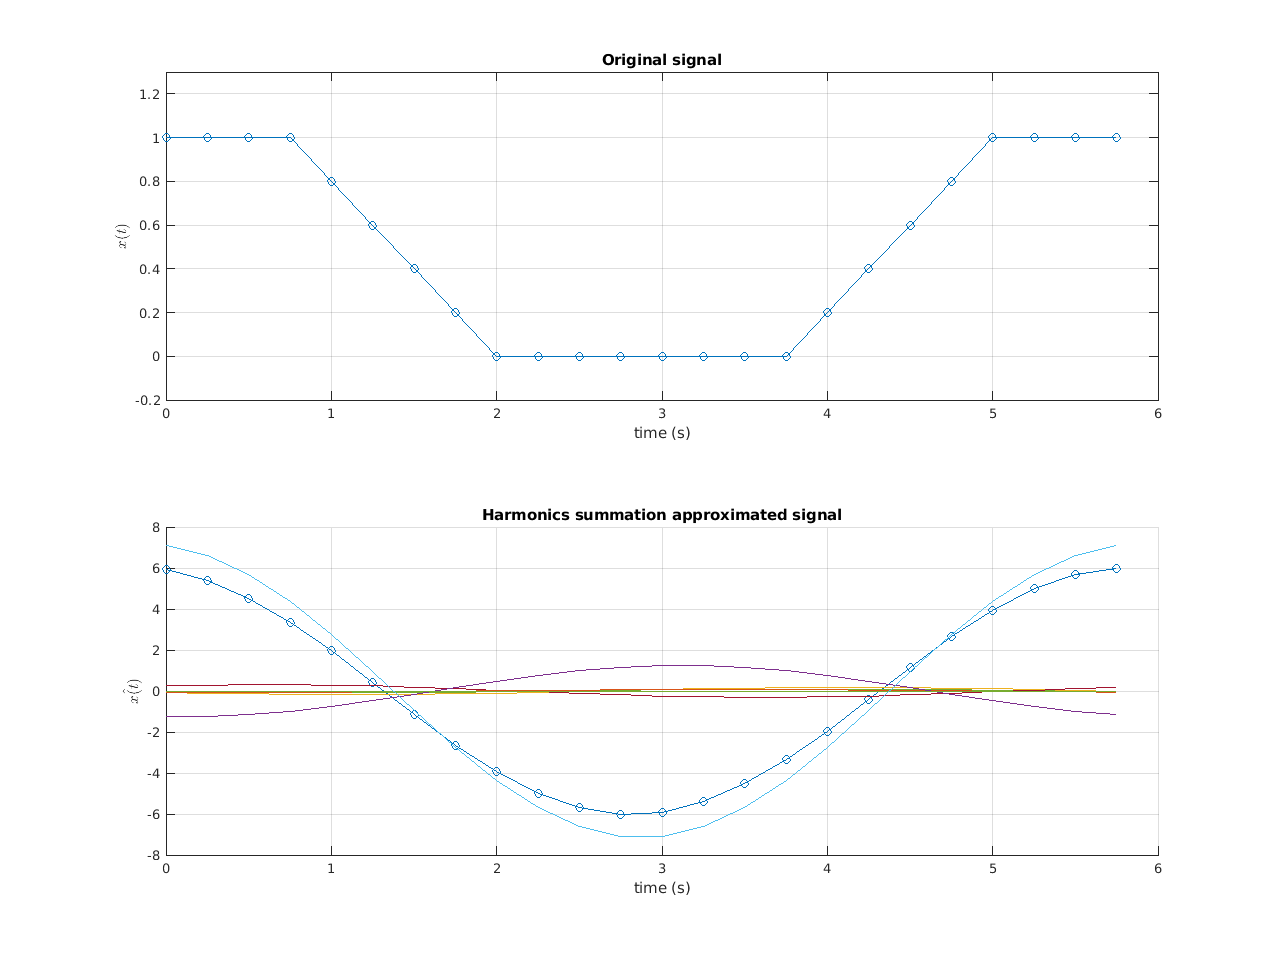 Original signal
1.2
1
0.8
0.6
0.4
0.2
0
-0.2
x(t)
0 1 2 3 4 5 6
time (s)
Harmonics summation approximated signal
8
6
4
2
0
-2
-4
-6
-8
x̂(t)
0 1 2 3 4 5 6
time (s)